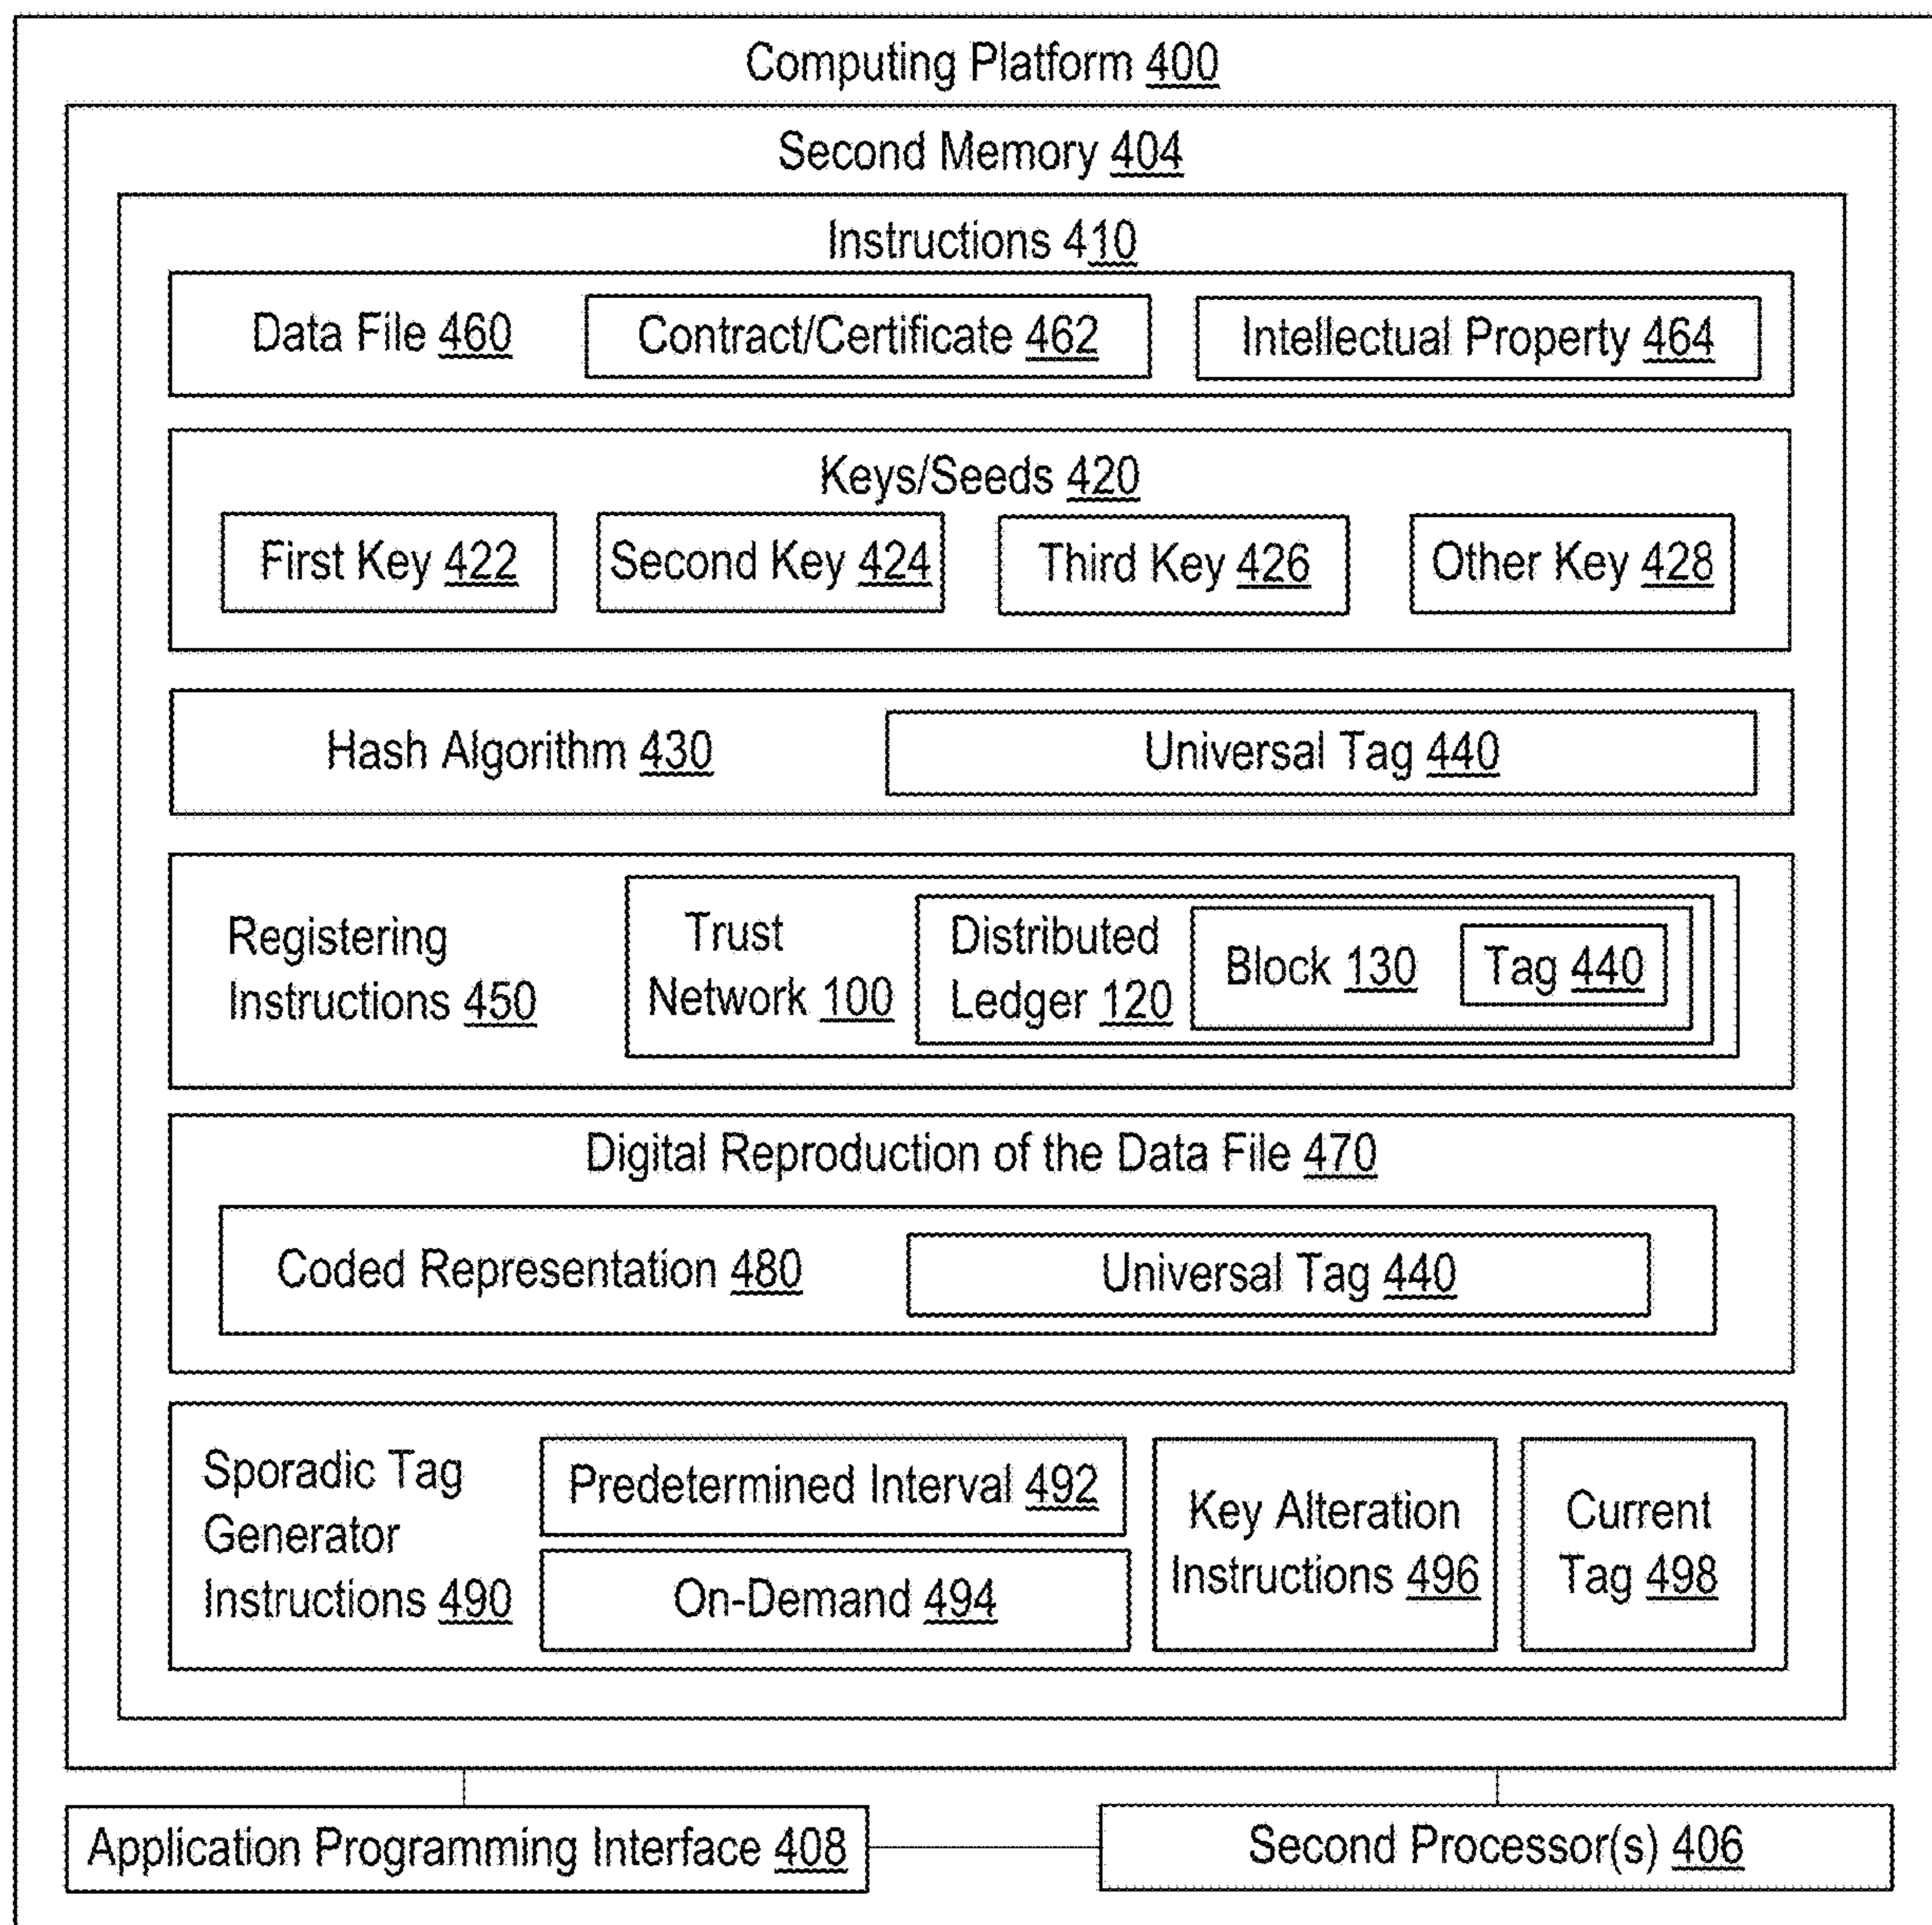 Computing Platform 400
Second Memory 404
Instructions 410
Data File 460
Contract/Certificate 462
Intellectual Property 464
Keys/Seeds 420
First Key 422
Second Key 424
Third Key 426
Other Key 428
Hash Algorithm 430
Universal Tag 440
Registering
Instructions 450
Trust
Network 100
Distributed
Ledger 120
Block 130
Tag 440
Digital Reproduction of the Data File 470
Coded Representation 480
Universal Tag 440
Sporadic Tag
Generator
Instructions 490
Predetermined Interval 492
On-Demand 494
Key Alteration
Instructions 496
Current
Tag 498
Application Programming Interface 408
Second Processor(s) 406